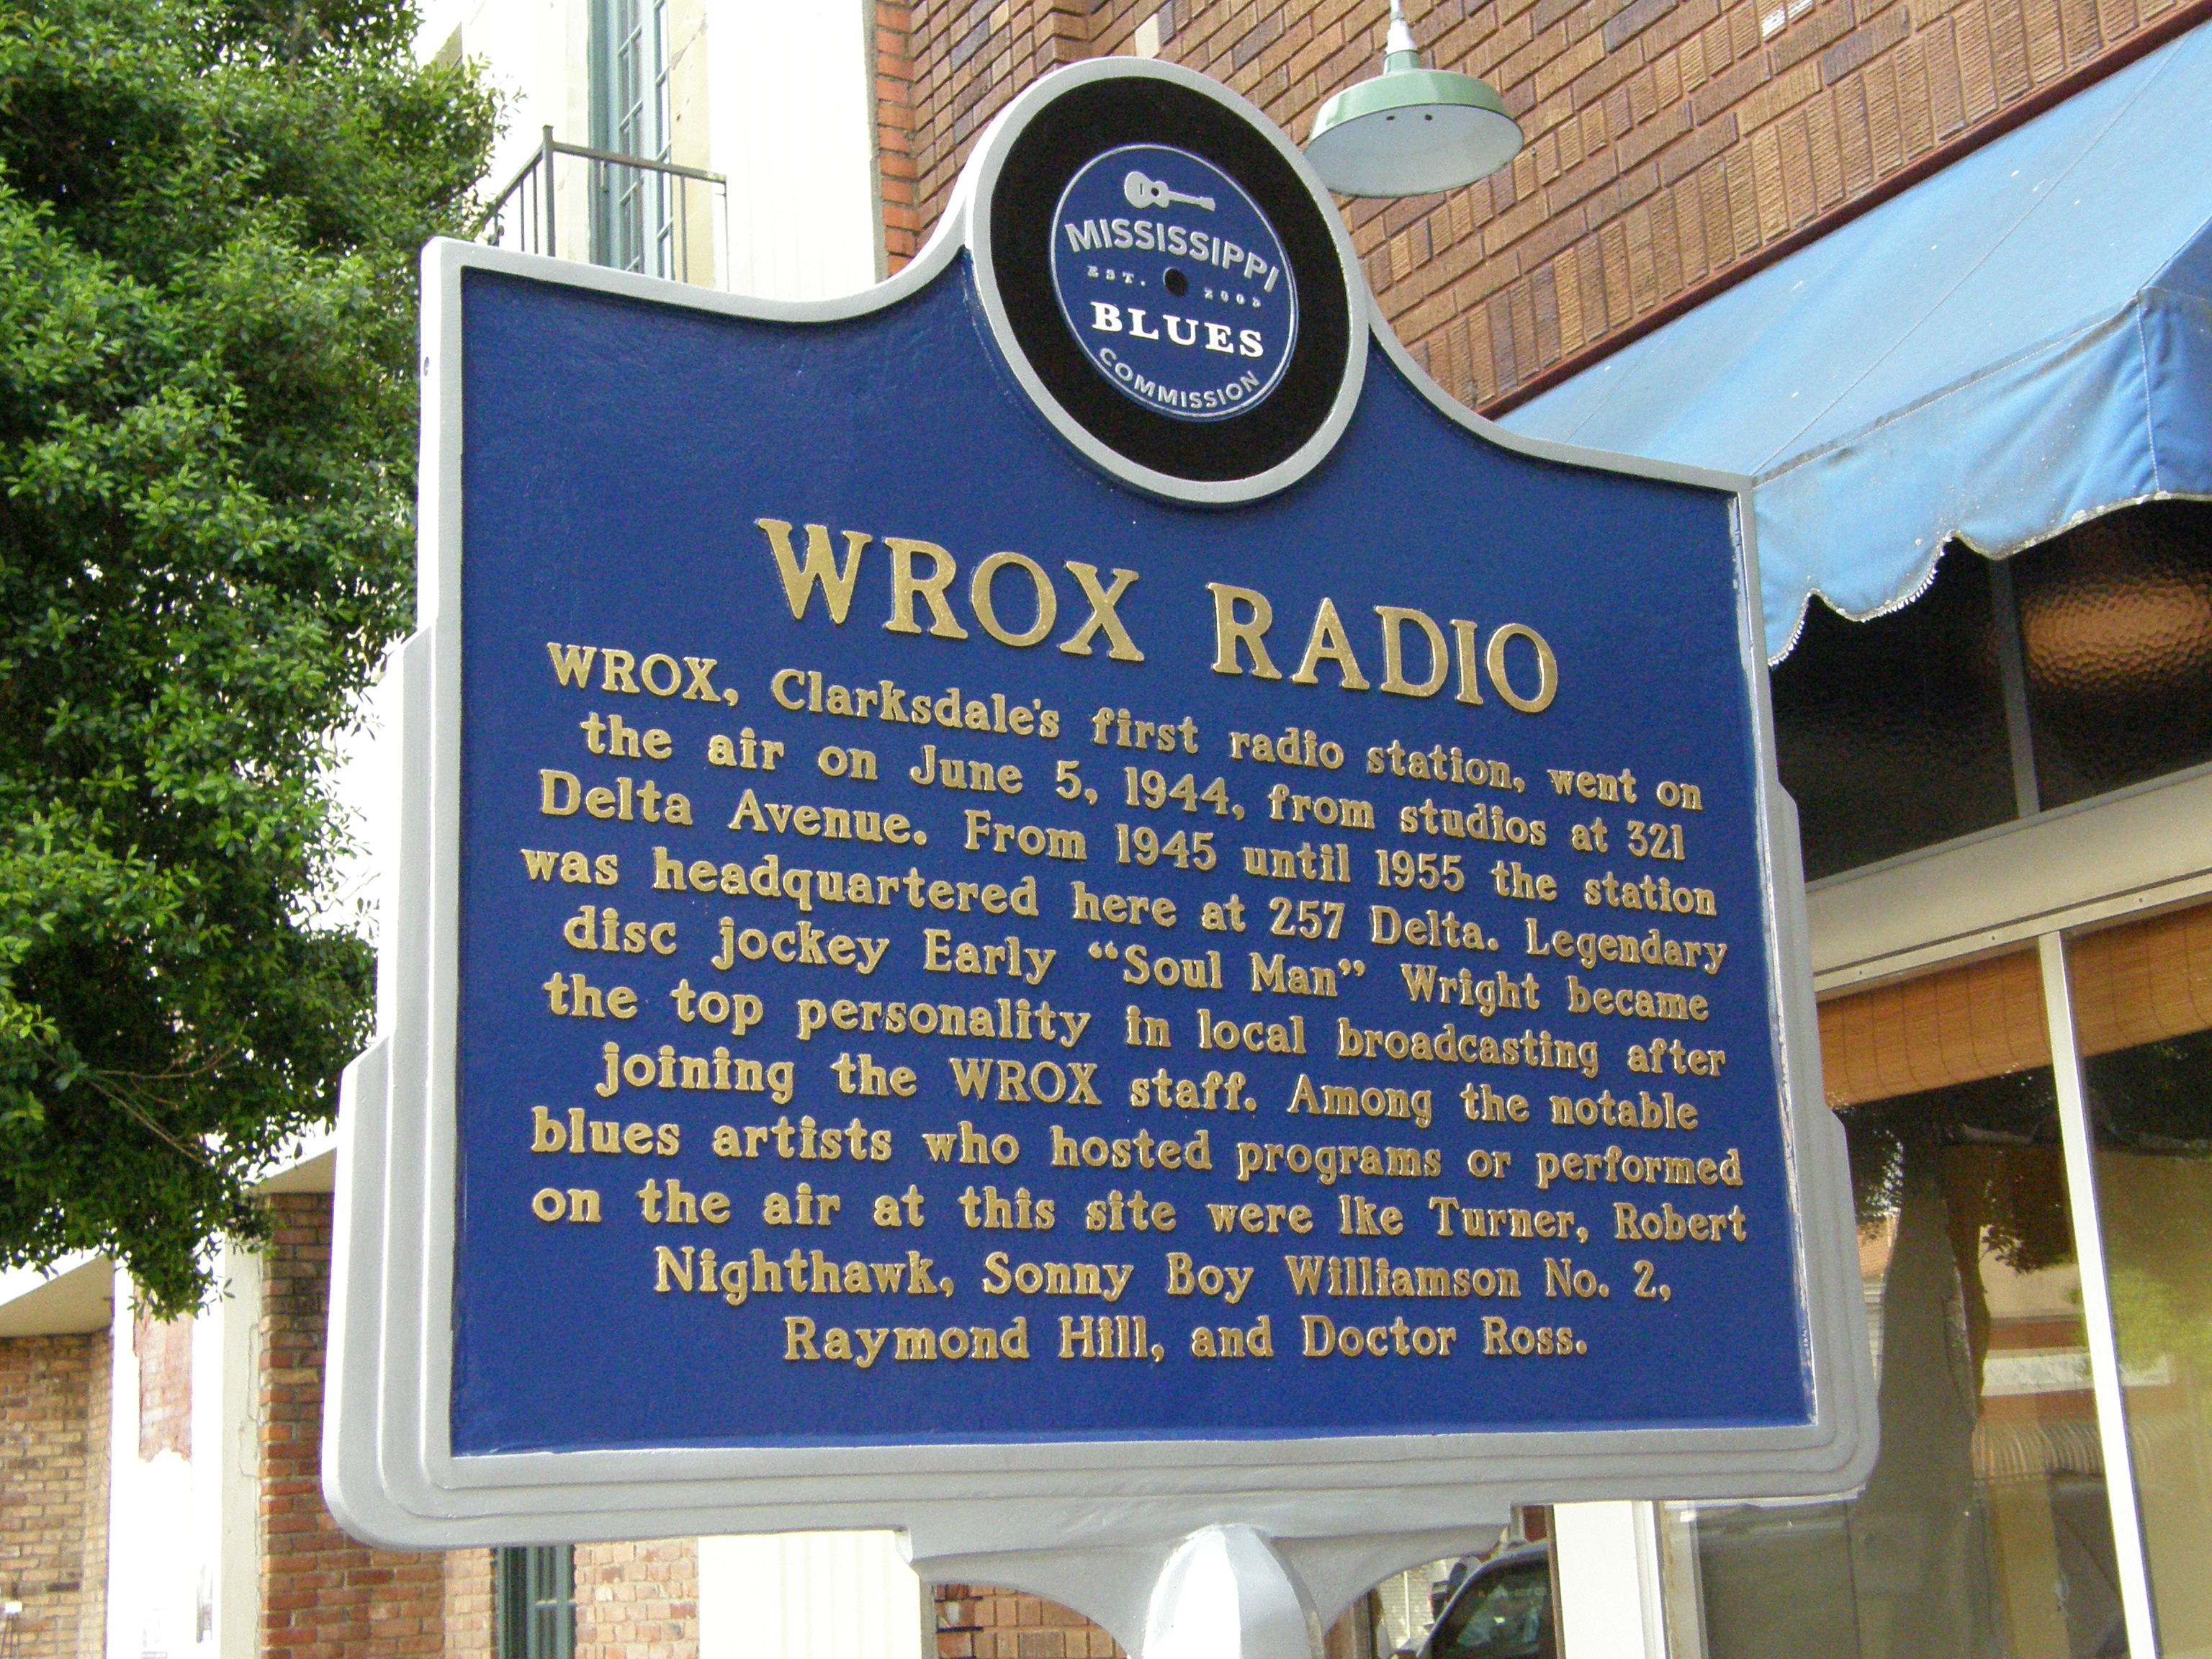 MISSISSIPPI
EST. 2003
BLUES
COMMISSION
WROX RADIO
WROX, Clarksdale's first radio station, went on
the air on June 5, 1944, from studios at 321
Delta Avenue. From 1945 until 1955 the station
was headquartered here at 257 Delta. Legendary
disc jockey Early “Soul Man” Wright became
the top personality in local broadcasting after
joining the WROX staff. Among the notable
blues artists who hosted programs or performed
on the air at this site were Ike Turner, Robert
Nighthawk, Sonny Boy Williamson No. 2,
Raymond Hill, and Doctor Ross.